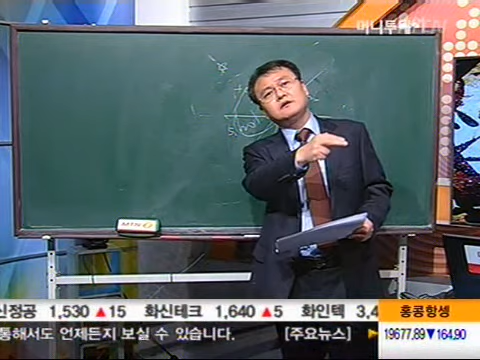 머니투데이TV
MTN
신정공 1,530 ▲15 화신테크 1,640 ▲5 화인텍 3,4
홍콩항셍
통해서도 언제든지 보실 수 있습니다. [주요뉴스] ▶
19677.89▼164.90